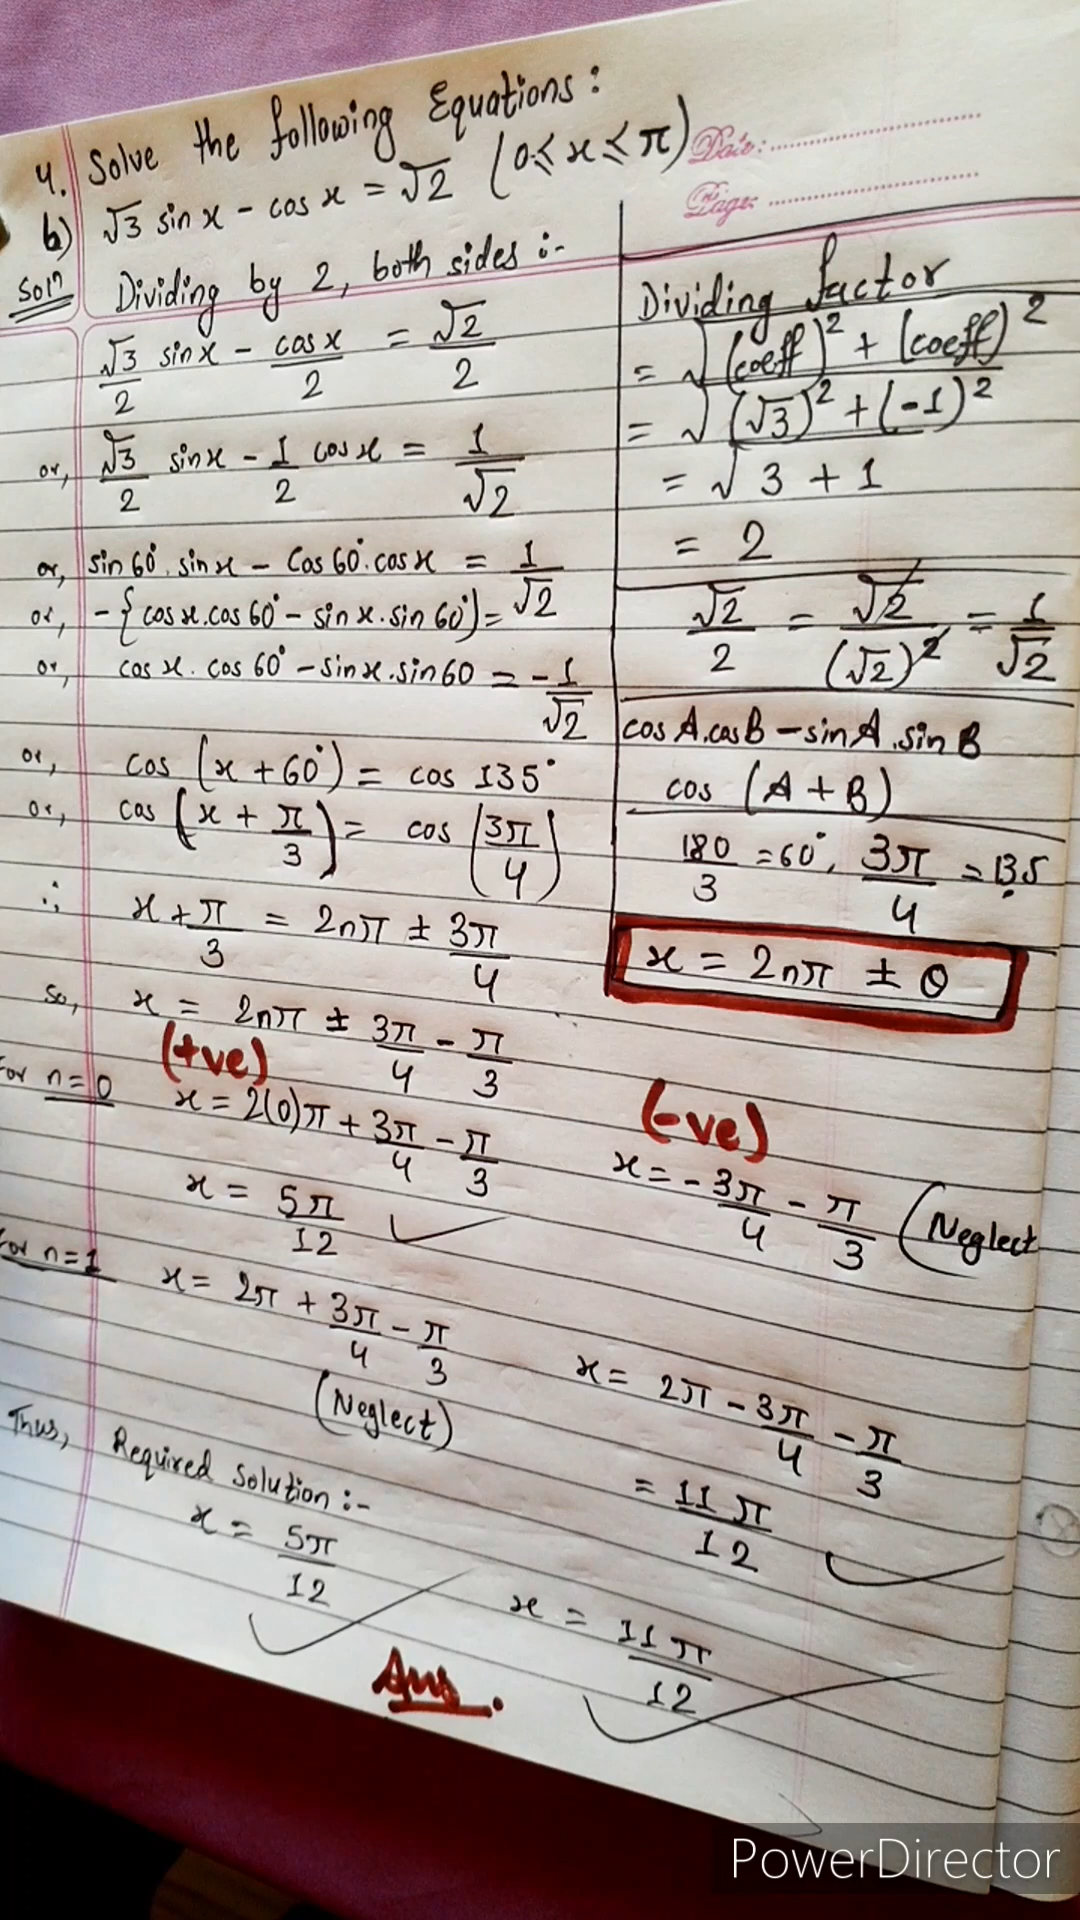 4. Solve the following Equations:
b) √3 sin x - cos x = √2 (0 ≤ x ≤ π)
Date:
Page:
Solⁿ Dividing by 2, both sides :-
√3/2 sin x - cos x/2 = √2/2
or, √3/2 sin x - 1/2 cos x = 1/√2
or, sin 60°. sin x - Cos 60°. cos x = 1/√2
or, -{cos x. cos 60° - sin x. sin 60°) = 1/√2
or, cos x. cos 60° - sin x. sin 60 = -1/√2
or, cos (x + 60°) = cos 135°
or, cos (x + π/3) = cos (3π/4)
∴ x + π/3 = 2nπ ± 3π/4
so, x = 2nπ ± 3π/4 - π/3
Dividing factor
= √(coeff)² + (coeff)²
= √(√3)² + (-1)²
= √3 + 1
= 2
√2/2 = √2/(√2)² = 1/√2
cos A. cos B - sin A. sin B
cos (A + B)
180/3 = 60°, 3π/4 = 135
x = 2nπ ± θ
(+ve)
for n = 0 x = 2(0)π + 3π/4 - π/3
x = 5π/12
(-ve)
x = -3π/4 - π/3 (Neglect
for n = 1 x = 2π + 3π/4 - π/3
(Neglect)
x = 2π - 3π/4 - π/3
= 11π/12
Thus, Required solution :-
x = 5π/12
x = 11π/12
Ans.
PowerDirector